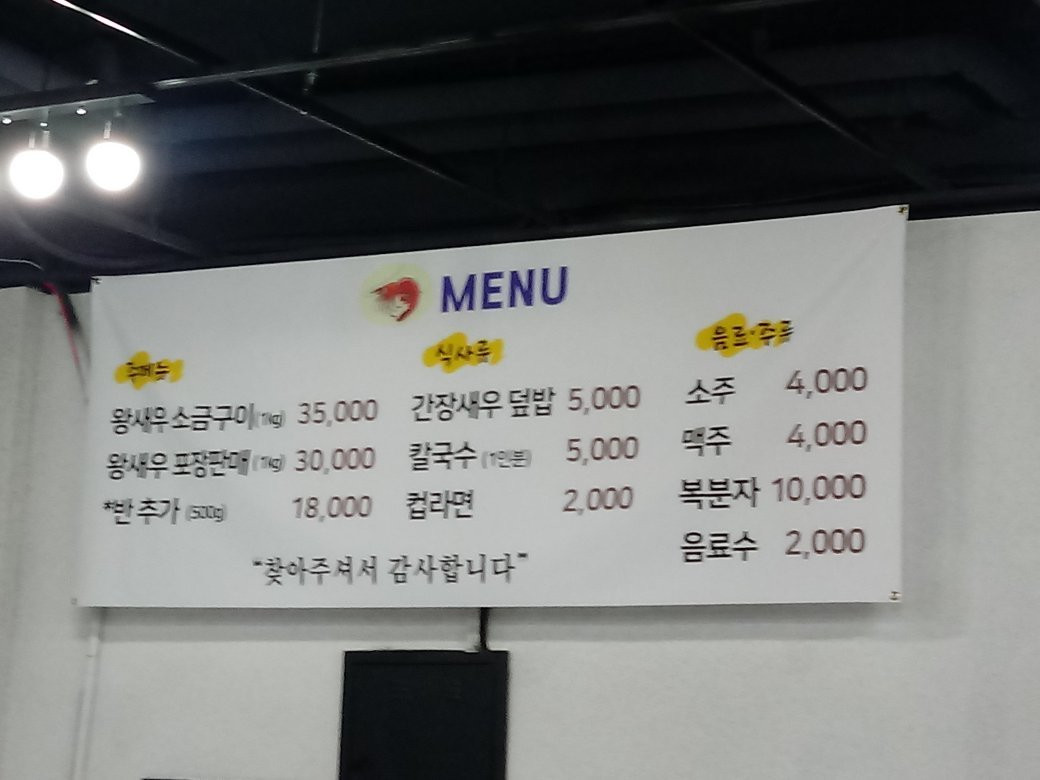 MENU
주메뉴
왕새우 소금구이(1kg) 35,000
왕새우 포장판매(1kg) 30,000
*반 추가 (500g) 18,000
식사류
간장새우 덮밥 5,000
칼국수 (1인분) 5,000
컵라면 2,000
음료·주류
소주 4,000
맥주 4,000
복분자 10,000
음료수 2,000
"찾아주셔서 감사합니다"